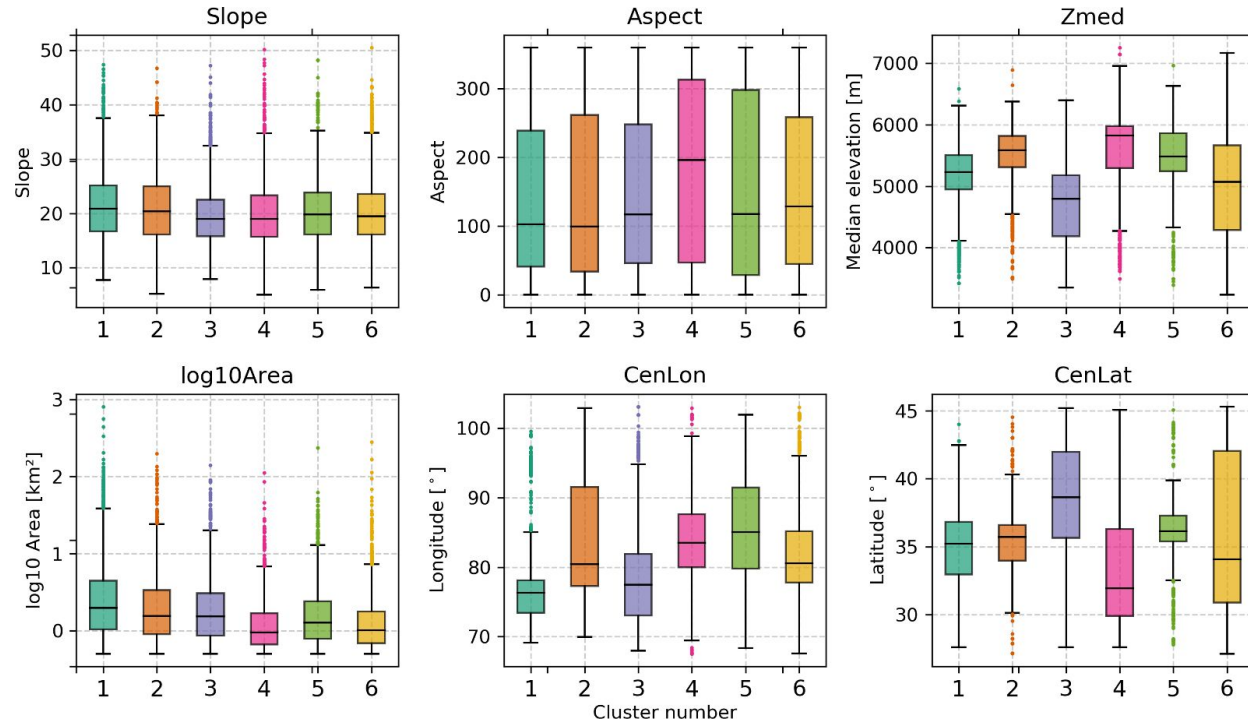 Slope
Aspect
Zmed
Slope
50
40
30
20
10
1 2 3 4 5 6
Aspect
300
200
100
0
1 2 3 4 5 6
Median elevation [m]
7000
6000
5000
4000
1 2 3 4 5 6
log10Area
CenLon
CenLat
log10 Area [km²]
3
2
1
0
1 2 3 4 5 6
Longitude [°]
100
90
80
70
1 2 3 4 5 6
Latitude [°]
45
40
35
30
1 2 3 4 5 6
Cluster number